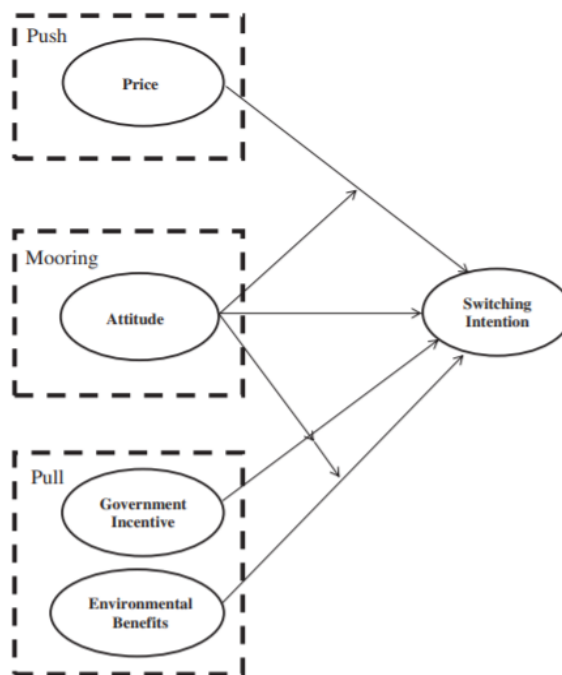 Push
Price
Mooring
Attitude
Switching
Intention
Pull
Government
Incentive
Environmental
Benefits